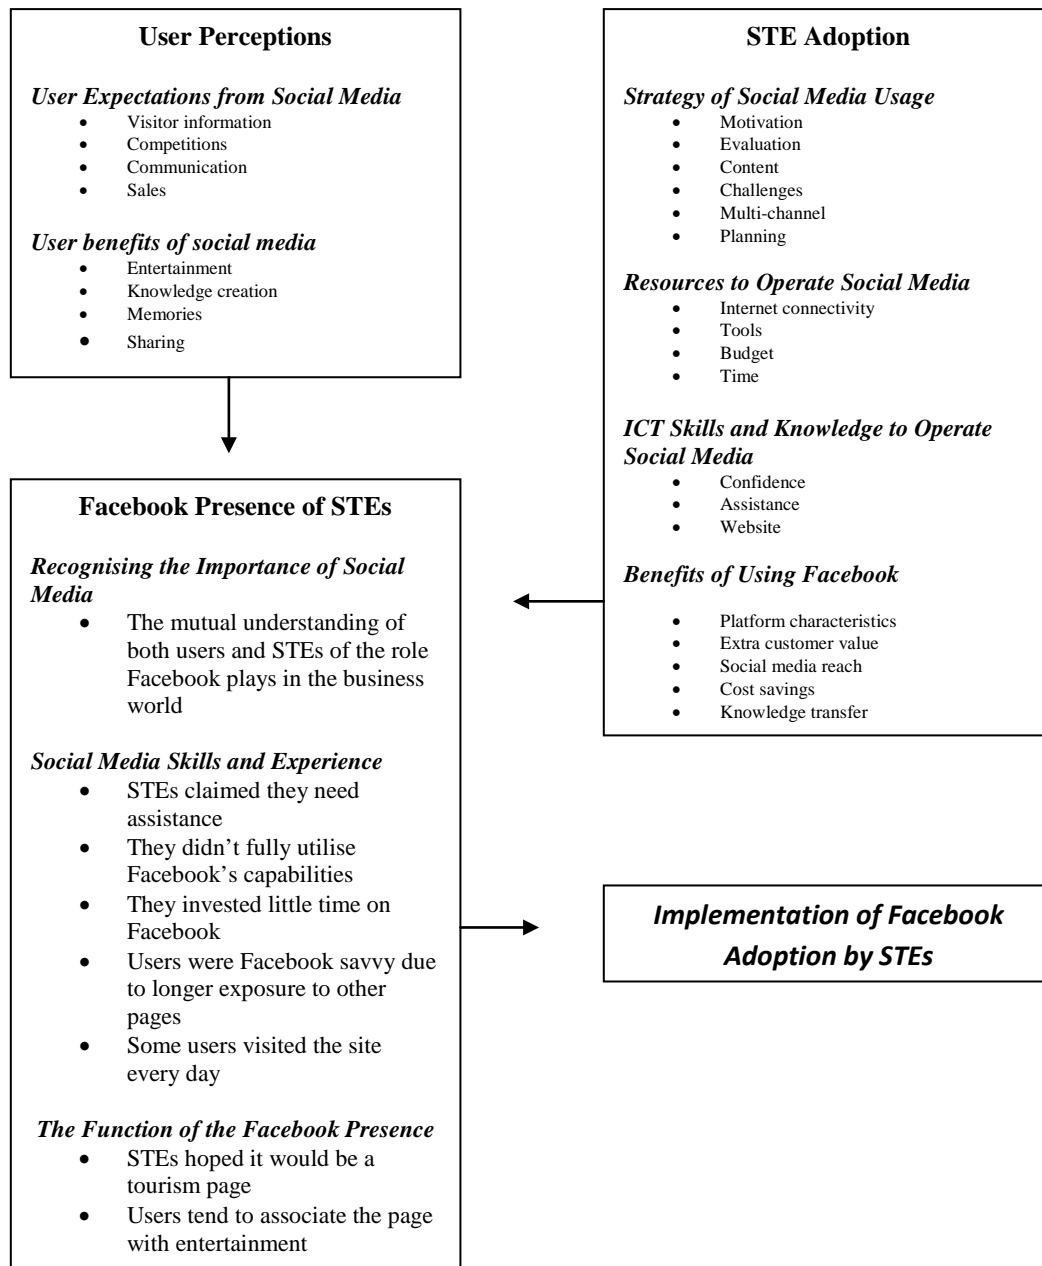 User Perceptions
User Expectations from Social Media
• Visitor information
• Competitions
• Communication
• Sales
User benefits of social media
• Entertainment
• Knowledge creation
• Memories
• Sharing
STE Adoption
Strategy of Social Media Usage
• Motivation
• Evaluation
• Content
• Challenges
• Multi-channel
• Planning
Resources to Operate Social Media
• Internet connectivity
• Tools
• Budget
• Time
ICT Skills and Knowledge to Operate
Social Media
• Confidence
• Assistance
• Website
Benefits of Using Facebook
• Platform characteristics
• Extra customer value
• Social media reach
• Cost savings
• Knowledge transfer
Facebook Presence of STEs
Recognising the Importance of Social
Media
• The mutual understanding of
both users and STEs of the role
Facebook plays in the business
world
Social Media Skills and Experience
• STEs claimed they need
assistance
• They didn’t fully utilise
Facebook’s capabilities
• They invested little time on
Facebook
• Users were Facebook savvy due
to longer exposure to other
pages
• Some users visited the site
every day
The Function of the Facebook Presence
• STEs hoped it would be a
tourism page
• Users tend to associate the page
with entertainment
Implementation of Facebook
Adoption by STEs